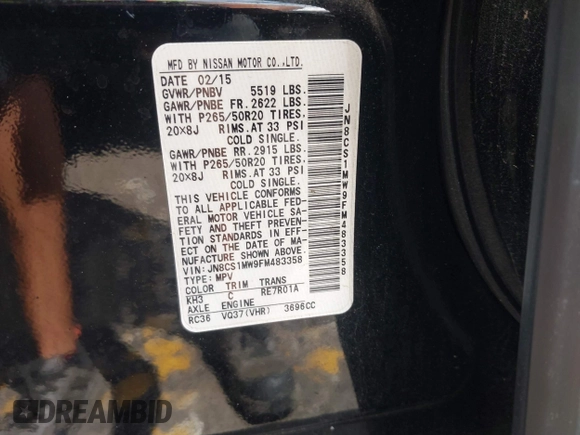 MFD BY NISSAN MOTOR CO.,LTD.
DATE 02/15
GVWR/PNBV 5519 LBS.
GAWR/PNBE FR. 2622 LBS.
WITH P265/50R20 TIRES,
20X8J RIMS.AT 33 PSI
COLD SINGLE.
GAWR/PNBE RR. 2915 LBS.
WITH P265/50R20 TIRES,
20X8J RIMS.AT 33 PSI
COLD SINGLE.
THIS VEHICLE CONFORMS
TO ALL APPLICABLE FED-
ERAL MOTOR VEHICLE SA-
FETY AND THEFT PREVEN-
TION STANDARDS IN EFF-
ECT ON THE DATE OF MA-
NUFACTURE SHOWN ABOVE.
VIN:JN8CS1MW9FM483358
TYPE:MPV
COLOR TRIM TRANS
KH3 C RE7R01A
AXLE ENGINE
RC36 VQ37(VHR) 3696CC
JN8CS1MW9FM483358
DREAMBID